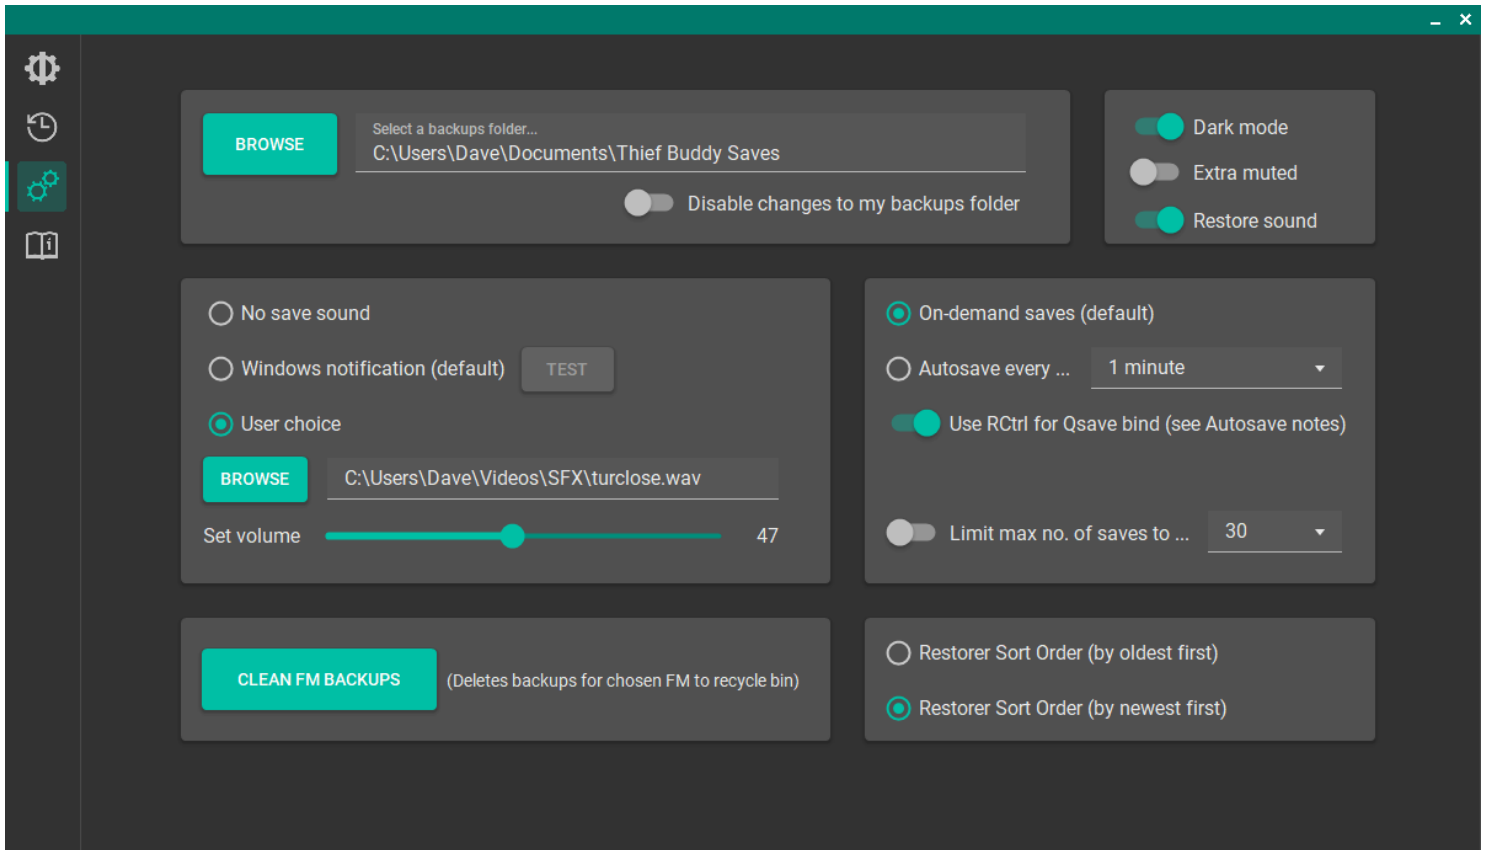 BROWSE
Select a backups folder...
C:\Users\Dave\Documents\Thief Buddy Saves
Disable changes to my backups folder
Dark mode
Extra muted
Restore sound
No save sound
Windows notification (default)
TEST
User choice
BROWSE
C:\Users\Dave\Videos\SFX\turclose.wav
Set volume
47
On-demand saves (default)
Autosave every ...
1 minute
Use RCtrl for Qsave bind (see Autosave notes)
Limit max no. of saves to ...
30
CLEAN FM BACKUPS
(Deletes backups for chosen FM to recycle bin)
Restorer Sort Order (by oldest first)
Restorer Sort Order (by newest first)